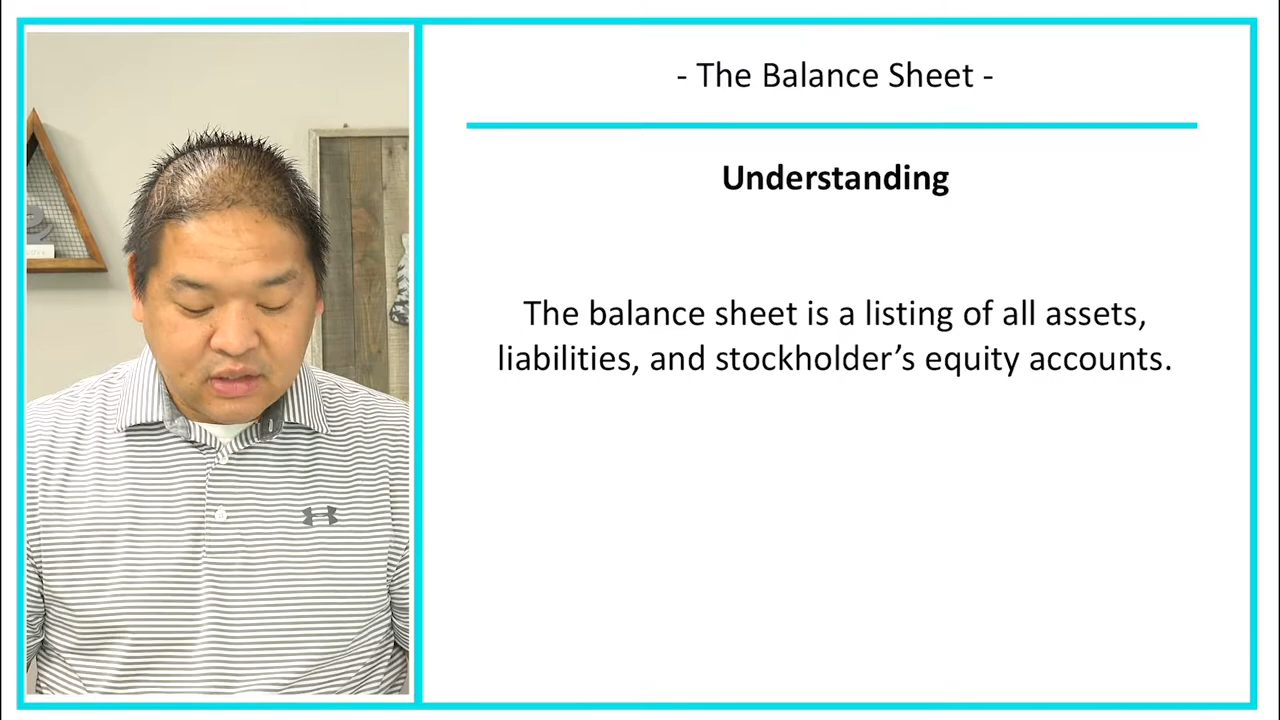 - The Balance Sheet -
Understanding
The balance sheet is a listing of all assets,
liabilities, and stockholder’s equity accounts.